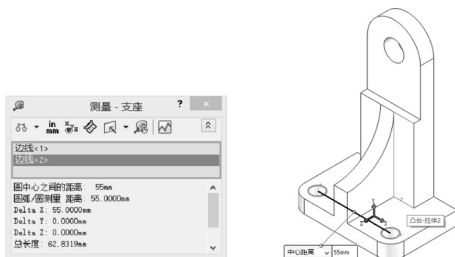 测量 - 支座
?
in
mm
边线<1>
边线<2>
圆中心之间的距离: 55mm
圆弧/圆测量 距离: 55.0000mm
Delta X: 55.0000mm
Delta Y: 0.0000mm
Delta Z: 0.0000mm
总长度: 62.8319mm
凸台-拉伸2
中心距离 55mm